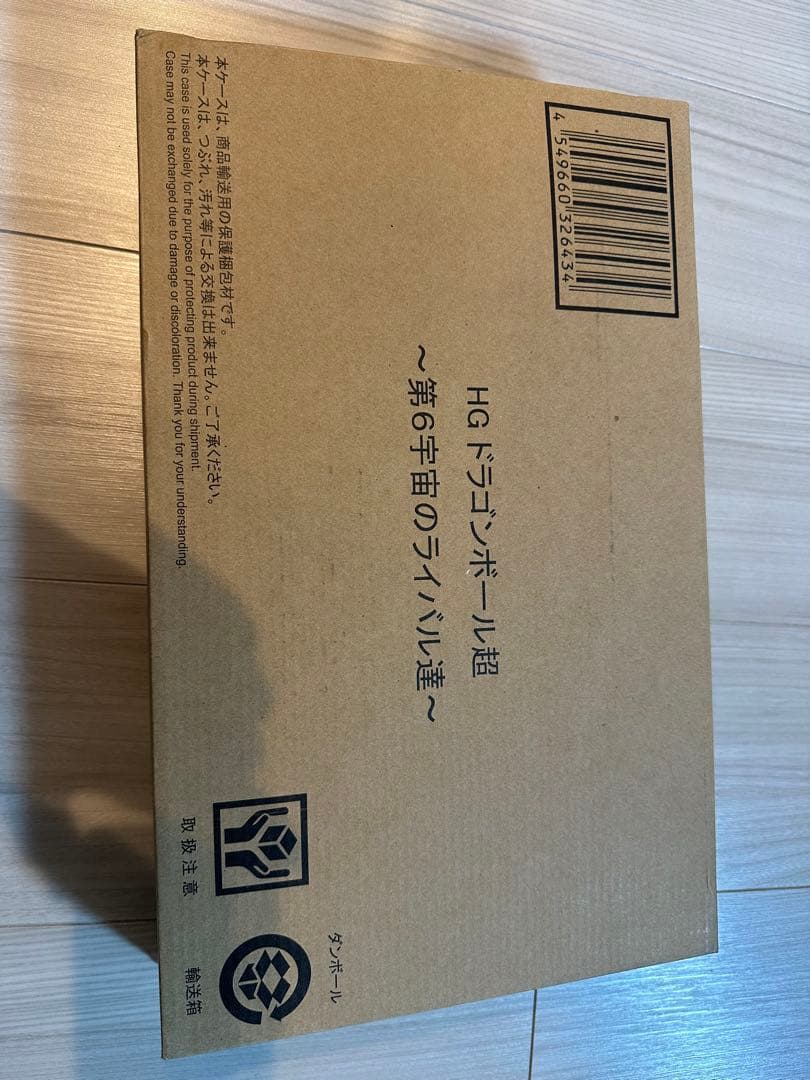 4 549660 326434
HG ドラゴンボール超
～第6宇宙のライバル達～
本ケースは、商品輸送用の保護梱包材です。
本ケースは、つぶれ、汚れ等による交換は出来ません。ご了承ください。
This case is used solely for the purpose of protecting product during shipment.
Case may not be exchanged due to damage or discoloration. Thank you for your understanding.
取扱注意
ダンボール
輸送箱